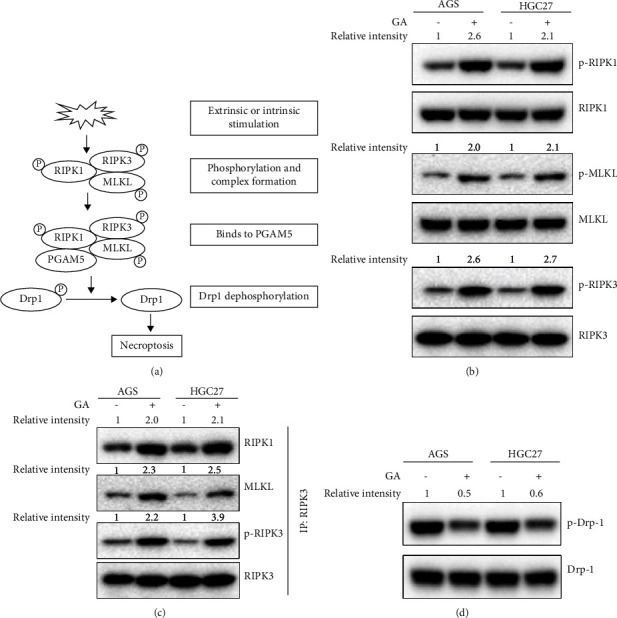 P
RIPK1
RIPK3
P
MLKL
P
Extrinsic or intrinsic
stimulation
Phosphorylation and
complex formation
P
RIPK1
RIPK3
P
MLKL
P
PGAM5
Binds to PGAM5
Drp1
P
Drp1
Drp1 dephosphorylation
Necroptosis
(a)
AGS HGC27
GA - + - +
Relative intensity 1 2.6 1 2.1
p-RIPK1
RIPK1
Relative intensity 1 2.0 1 2.1
p-MLKL
MLKL
Relative intensity 1 2.6 1 2.7
p-RIPK3
RIPK3
(b)
AGS HGC27
GA - + - +
Relative intensity 1 2.0 1 2.1
RIPK1
Relative intensity 1 2.3 1 2.5
MLKL
Relative intensity 1 2.2 1 3.9
p-RIPK3
RIPK3
IP: RIPK3
(c)
AGS HGC27
GA - + - +
Relative intensity 1 0.5 1 0.6
p-Drp-1
Drp-1
(d)